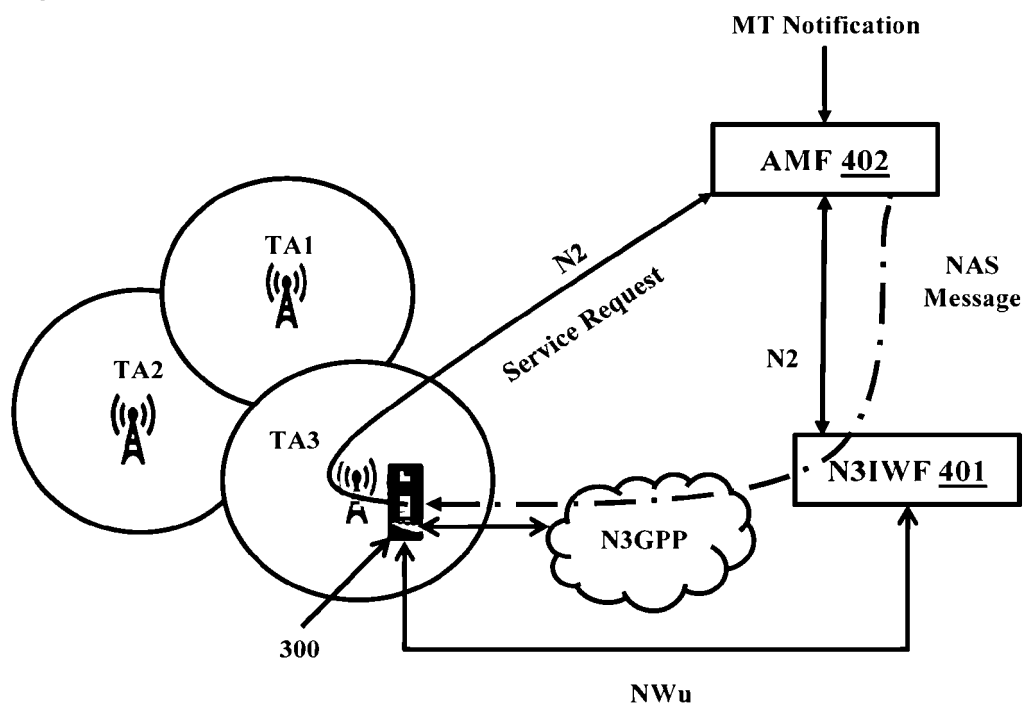 MT Notification
AMF 402
TA1
N2
Service Request
NAS
Message
TA2
N2
TA3
N3IWF 401
N3GPP
300
NWu